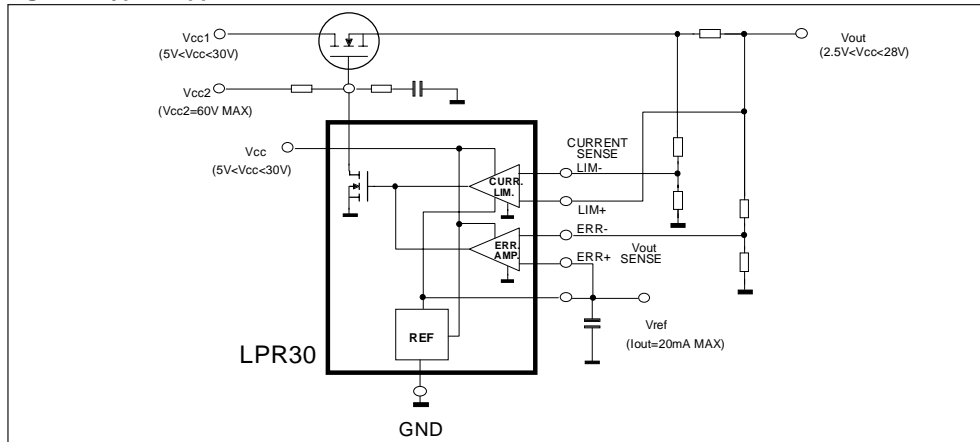 Vcc1
(5V<Vcc<30V)
Vout
(2.5V<Vcc<28V)
Vcc2
(Vcc2=60V MAX)
Vcc
(5V<Vcc<30V)
CURRENT
SENSE
LIM-
CURR.
LIM.
LIM+
ERR-
ERR.
AMP.
ERR+
Vout
SENSE
REF
Vref
(Iout=20mA MAX)
LPR30
GND